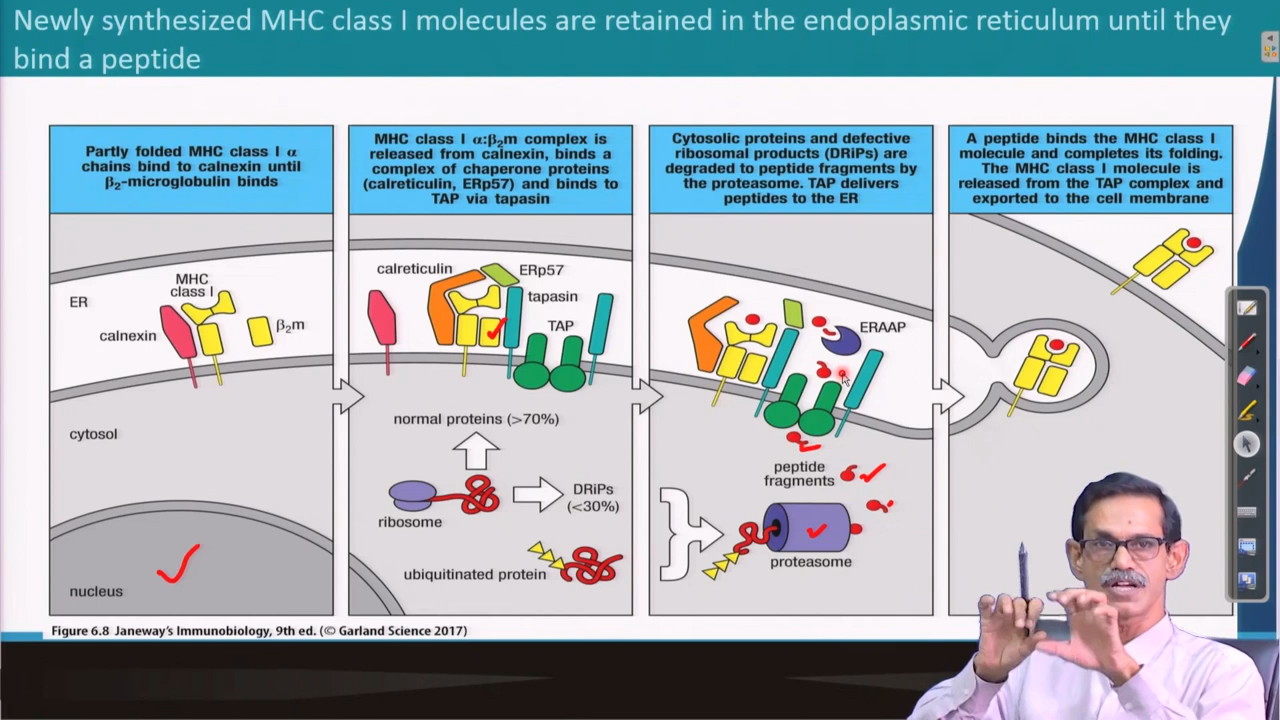 Newly synthesized MHC class I molecules are retained in the endoplasmic reticulum until they
bind a peptide
Partly folded MHC class I α
chains bind to calnexin until
β2-microglobulin binds
MHC class I α:β2m complex is
released from calnexin, binds a
complex of chaperone proteins
(calreticulin, ERp57) and binds to
TAP via tapasin
Cytosolic proteins and defective
ribosomal products (DRiPs) are
degraded to peptide fragments by
the proteasome. TAP delivers
peptides to the ER
A peptide binds the MHC class I
molecule and completes its folding.
The MHC class I molecule is
released from the TAP complex and
exported to the cell membrane
ER
MHC
class I
calnexin
β2m
cytosol
nucleus
calreticulin
ERp57
tapasin
TAP
normal proteins (>70%)
ribosome
DRiPs
(<30%)
ubiquitinated protein
ERAAP
peptide
fragments
proteasome
Figure 6.8 Janeway's Immunobiology, 9th ed. (© Garland Science 2017)